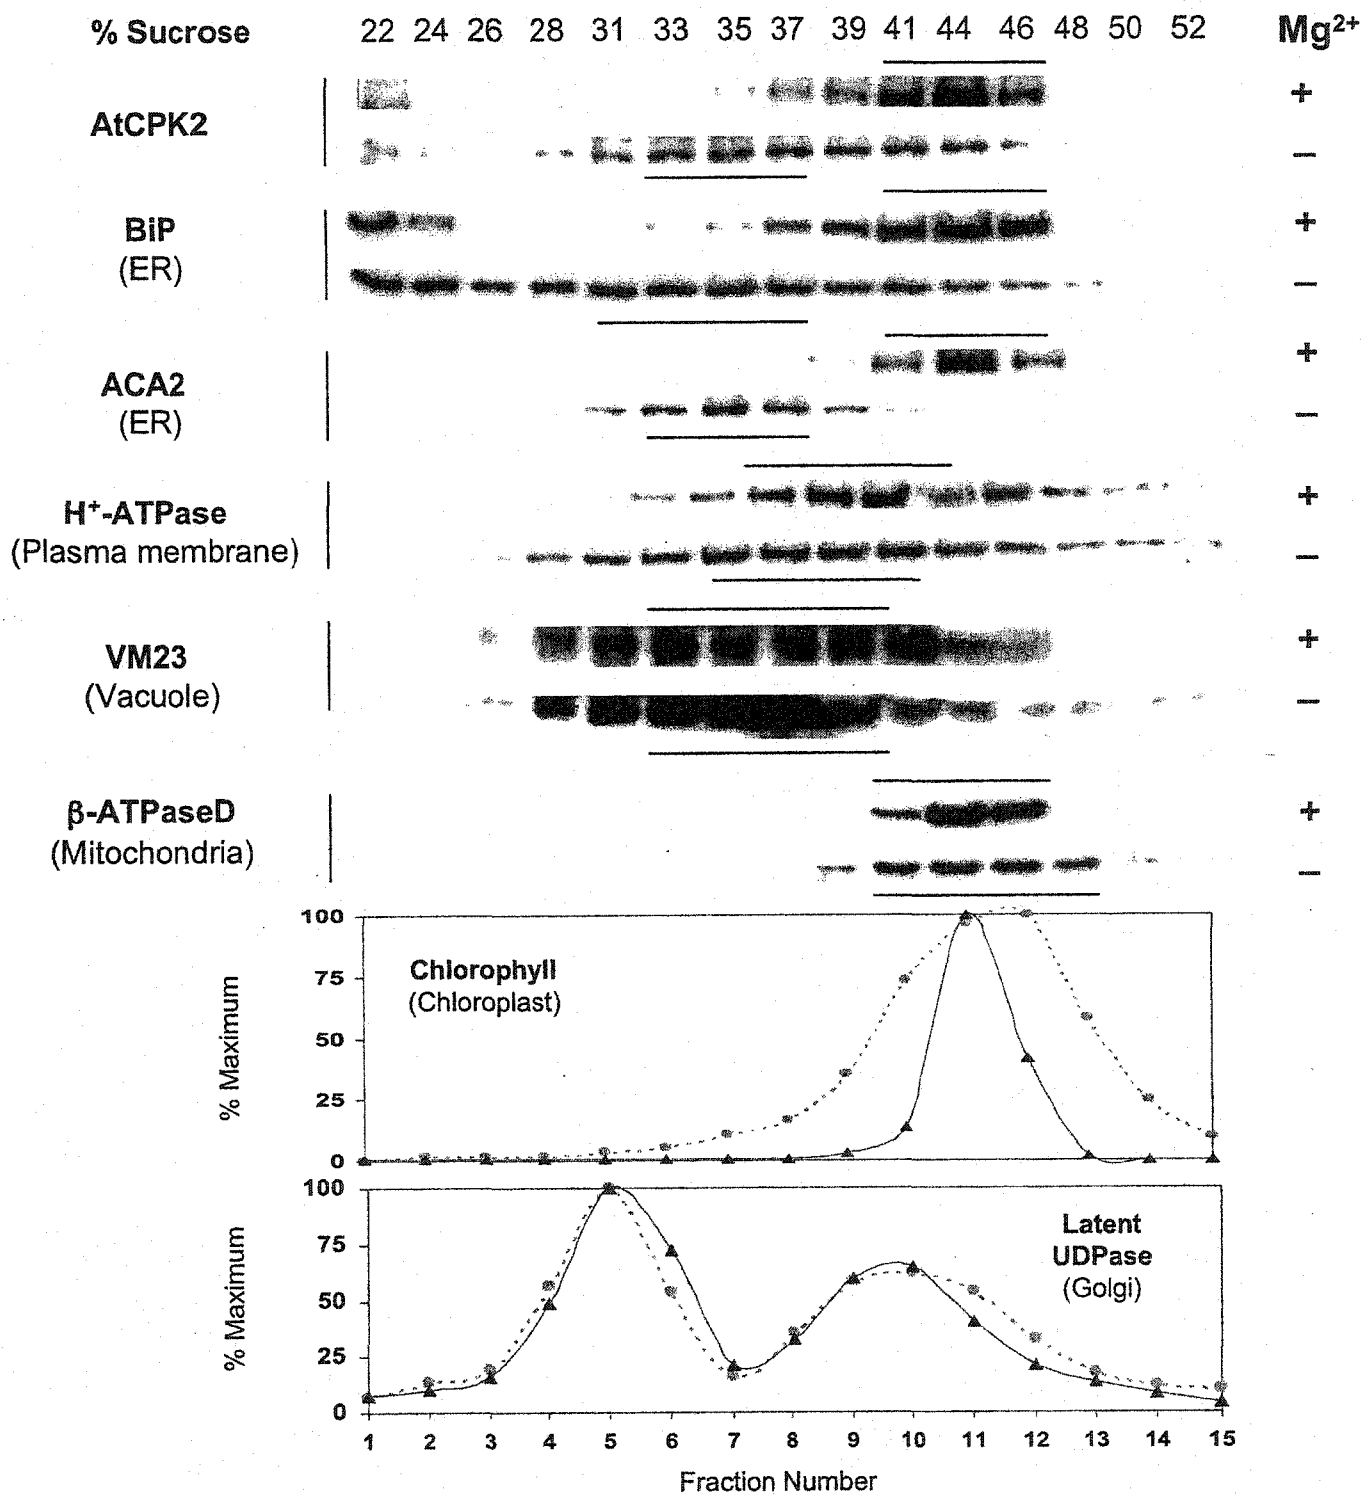 % Sucrose 22 24 26 28 31 33 35 37 39 41 44 46 48 50 52 Mg²⁺
+
AtCPK2
−
BiP +
(ER)
−
+
ACA2
(ER) −
+
H⁺-ATPase
(Plasma membrane) −
+
VM23
(Vacuole) −
β-ATPaseD +
(Mitochondria) −
100
Chlorophyll
75
(Chloroplast)
% Maximum
50
25
0
100
Latent
75
UDPase
% Maximum
(Golgi)
50
25
0
1 2 3 4 5 6 7 8 9 10 11 12 13 14 15
Fraction Number